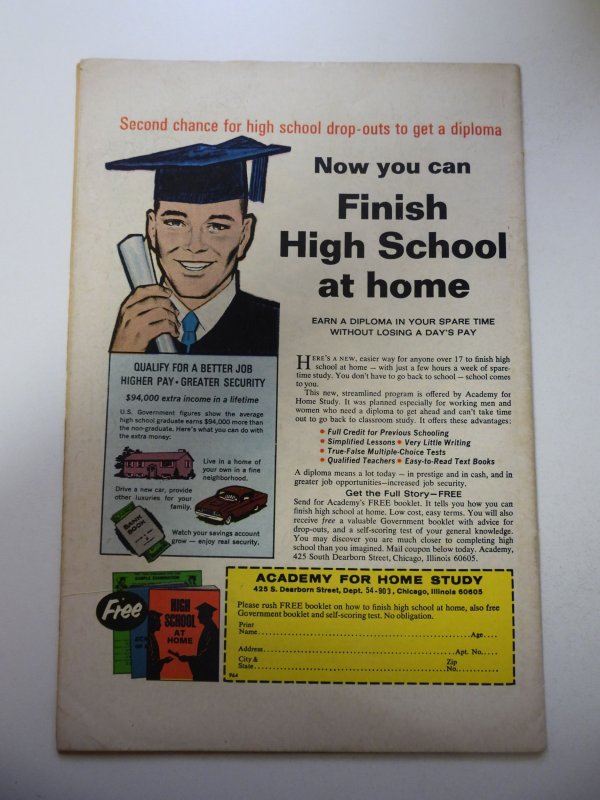 Second chance for high school drop-outs to get a diploma
Now you can
Finish
High School
at home
EARN A DIPLOMA IN YOUR SPARE TIME
WITHOUT LOSING A DAY'S PAY
QUALIFY FOR A BETTER JOB
HIGHER PAY • GREATER SECURITY
$94,000 extra income in a lifetime
U.S. Government figures show the average
high school graduate earns $94,000 more than
the non-graduate. Here's what you can do with
the extra money:
Live in a home of
your own in a fine
neighborhood.
Drive a new car, provide
other luxuries for your
family.
BANK
BOOK
Watch your savings account
grow — enjoy real security.
HERE'S A NEW, easier way for anyone over 17 to finish high
school at home — with just a few hours a week of spare-
time study. You don't have to go back to school — school comes
to you.
This new, streamlined program is offered by Academy for
Home Study. It was planned especially for working men and
women who need a diploma to get ahead and can't take time
out to go back to classroom study. It offers these advantages:
• Full Credit for Previous Schooling
• Simplified Lessons • Very Little Writing
• True-False Multiple-Choice Tests
• Qualified Teachers • Easy-to-Read Text Books
A diploma means a lot today — in prestige and in cash, and in
greater job opportunities—increased job security.
Get the Full Story—FREE
Send for Academy's FREE booklet. It tells you how you can
finish high school at home. Low cost, easy terms. You will also
receive free a valuable Government booklet with advice for
drop-outs, and a self-scoring test of your general knowledge.
You may discover you are much closer to completing high
school than you imagined. Mail coupon below today. Academy,
425 South Dearborn Street, Chicago, Illinois 60605.
SAMPLE EXAMINATION
Free
HIGH
SCHOOL
AT
HOME
ACADEMY FOR HOME STUDY
425 S. Dearborn Street, Dept. 54-903, Chicago, Illinois 60605
Please rush FREE booklet on how to finish high school at home, also free
Government booklet and self-scoring test. No obligation.
Print
Name Age
Address Apt. No.
City & Zip
State No.
964